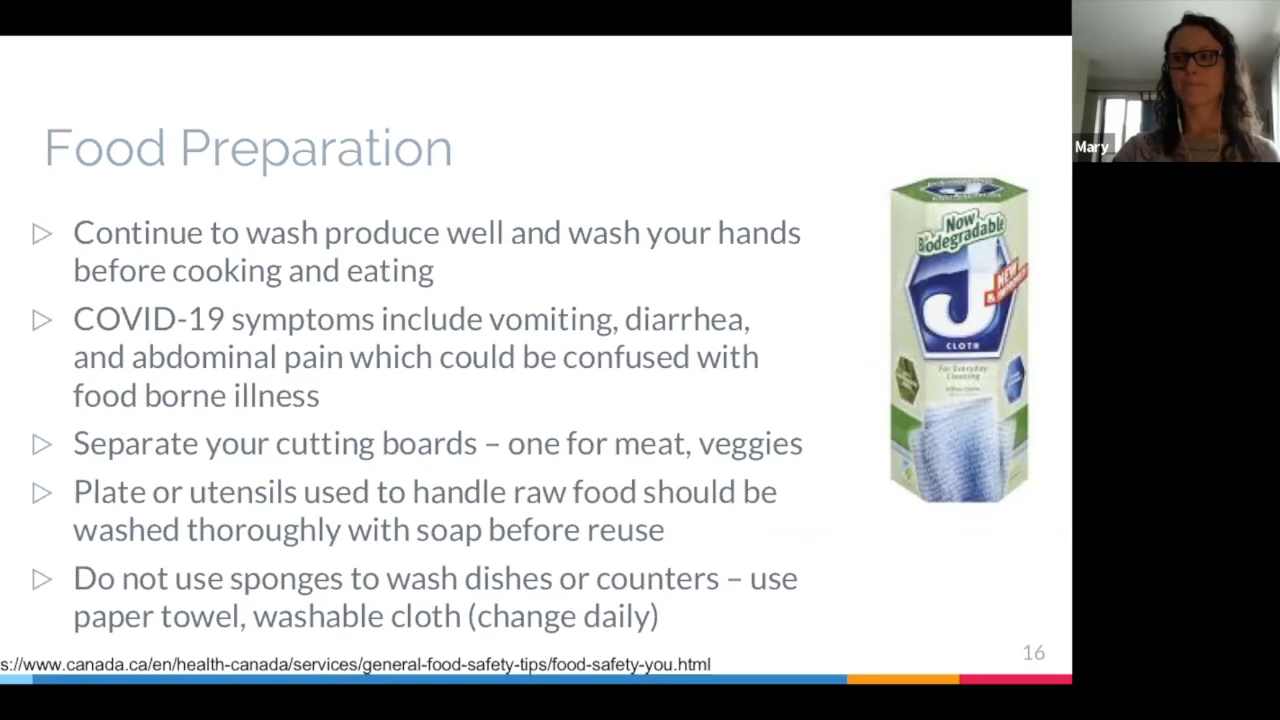 Food Preparation
Continue to wash produce well and wash your hands
before cooking and eating
COVID-19 symptoms include vomiting, diarrhea,
and abdominal pain which could be confused with
food borne illness
Separate your cutting boards – one for meat, veggies
Plate or utensils used to handle raw food should be
washed thoroughly with soap before reuse
Do not use sponges to wash dishes or counters – use
paper towel, washable cloth (change daily)
s://www.canada.ca/en/health-canada/services/general-food-safety-tips/food-safety-you.html
16
Now
Biodegradable
J
NEW
CLOTH
For Everyday
Cleaning
Mary